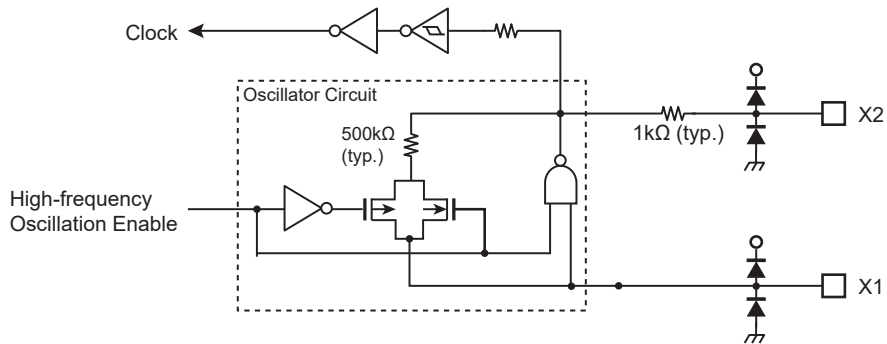 Clock
Oscillator Circuit
500kΩ
(typ.)
1kΩ (typ.)
X2
High-frequency
Oscillation Enable
X1